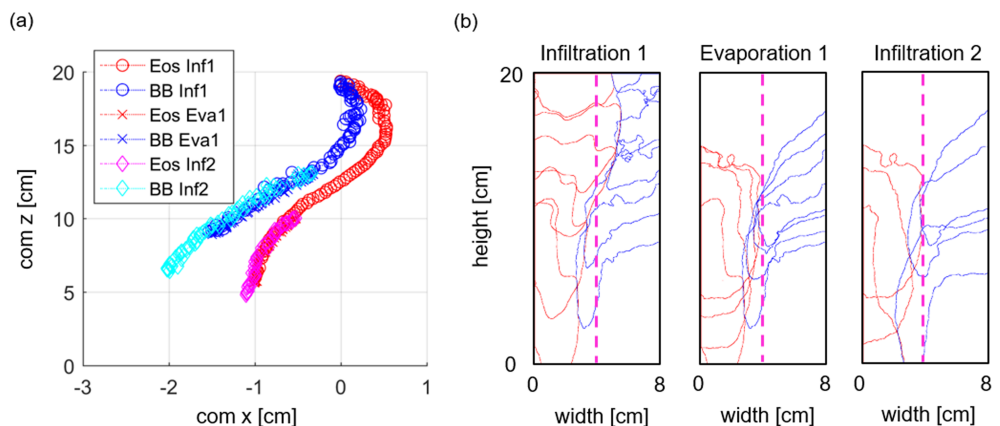 (a)
Eos Inf1
BB Inf1
Eos Eva1
BB Eva1
Eos Inf2
BB Inf2
20
15
10
5
0
com z [cm]
-3 -2 -1 0 1
com x [cm]
(b)
Infiltration 1 Evaporation 1 Infiltration 2
20
height [cm]
0
0 8 0 8 0 8
width [cm] width [cm] width [cm]